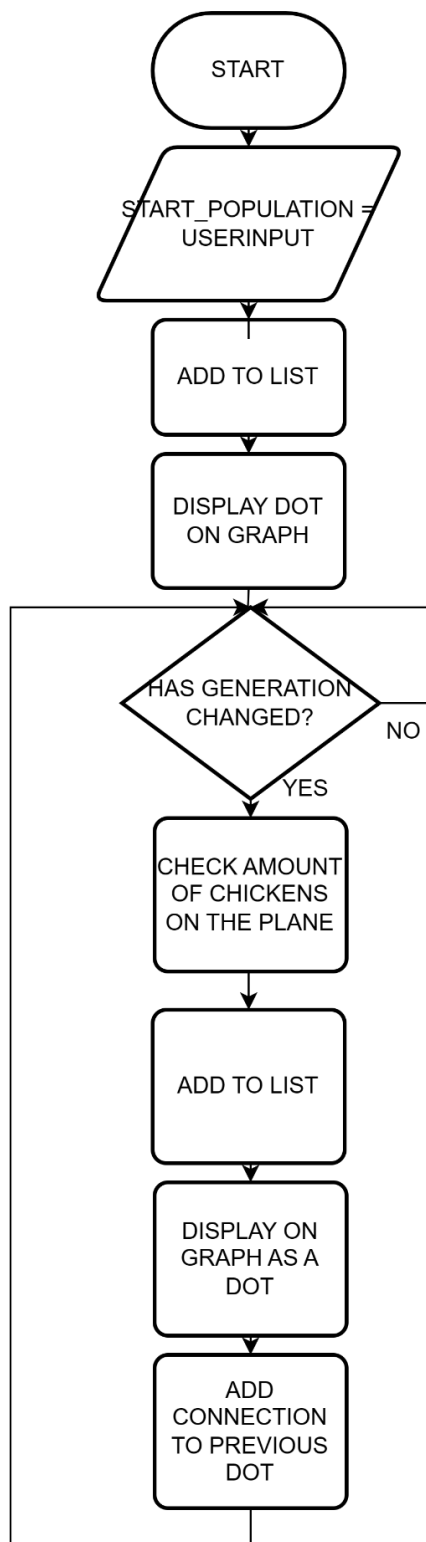 START
START_POPULATION =
USERINPUT
ADD TO LIST
DISPLAY DOT
ON GRAPH
HAS GENERATION
CHANGED?
NO
YES
CHECK AMOUNT
OF CHICKENS
ON THE PLANE
ADD TO LIST
DISPLAY ON
GRAPH AS A
DOT
ADD
CONNECTION
TO PREVIOUS
DOT